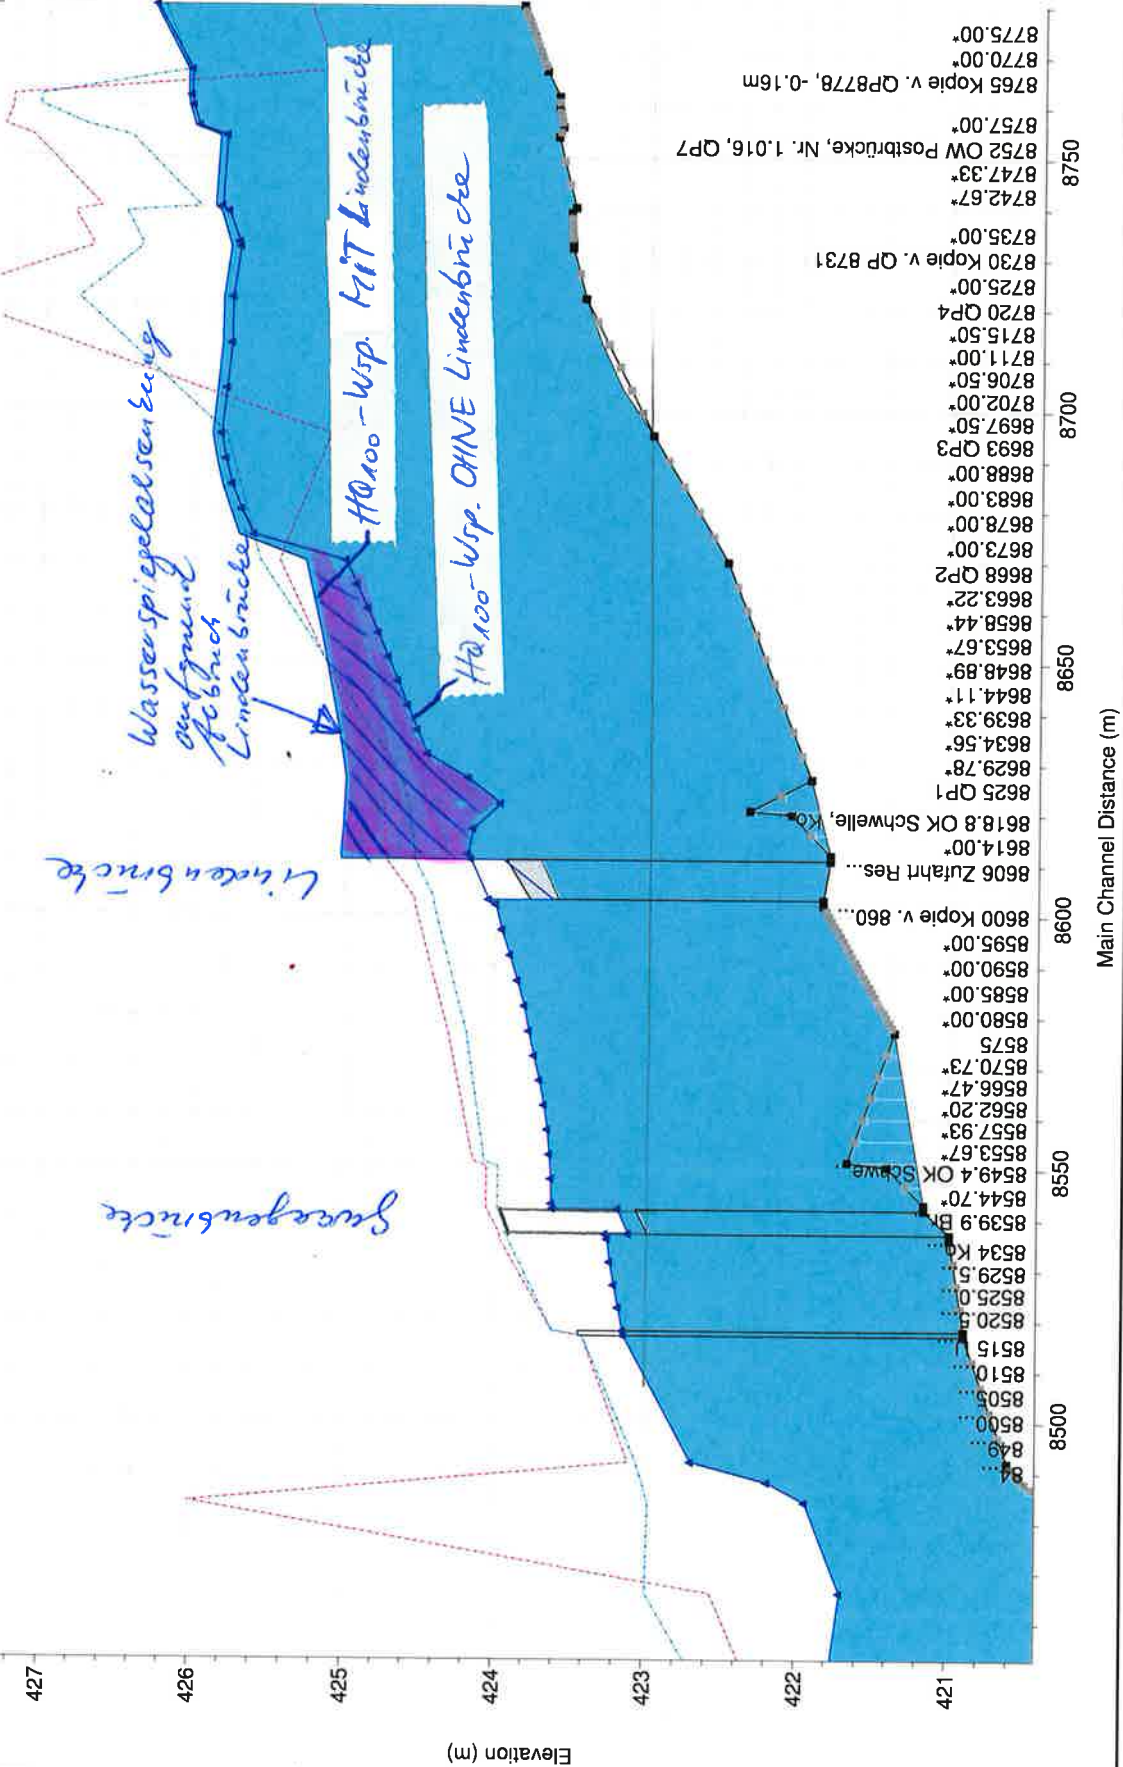 Wasserspiegelabsenkung
aufgrund
Abbruch
Lindenbrücke
HQ100-Wsp. MIT Lindenbrücke
HQ100-Wsp. OHNE Lindenbrücke
Lindenbrücke
Gwaagenbrücke
Elevation (m)
427
426
425
424
423
422
421
84...
849...
8500...
8505...
8510...
8515
8520.5...
8525.0...
8529.5...
8534 Ko...
8539.9 Br
8544.70*
8549.4 OK Schwe...
8553.67*
8557.93*
8562.20*
8566.47*
8570.73*
8575
8580.00*
8585.00*
8590.00*
8595.00*
8600 Kopie v. 860...
8606 Zufahrt Res...
8614.00*
8618.8 OK Schwelle, Ko
8625 QP1
8629.78*
8634.56*
8639.33*
8644.11*
8648.89*
8653.67*
8658.44*
8663.22*
8668 QP2
8673.00*
8678.00*
8683.00*
8688.00*
8693 QP3
8697.50*
8702.00*
8706.50*
8711.00*
8715.50*
8720 QP4
8725.00*
8730 Kopie v. QP 8731
8735.00*
8742.67*
8747.33*
8752 OW Postbrücke, Nr. 1.016, QP7
8757.00*
8765 Kopie v. QP8778, -0.16m
8770.00*
8775.00*
8500
8550
8600
8650
8700
8750
Main Channel Distance (m)